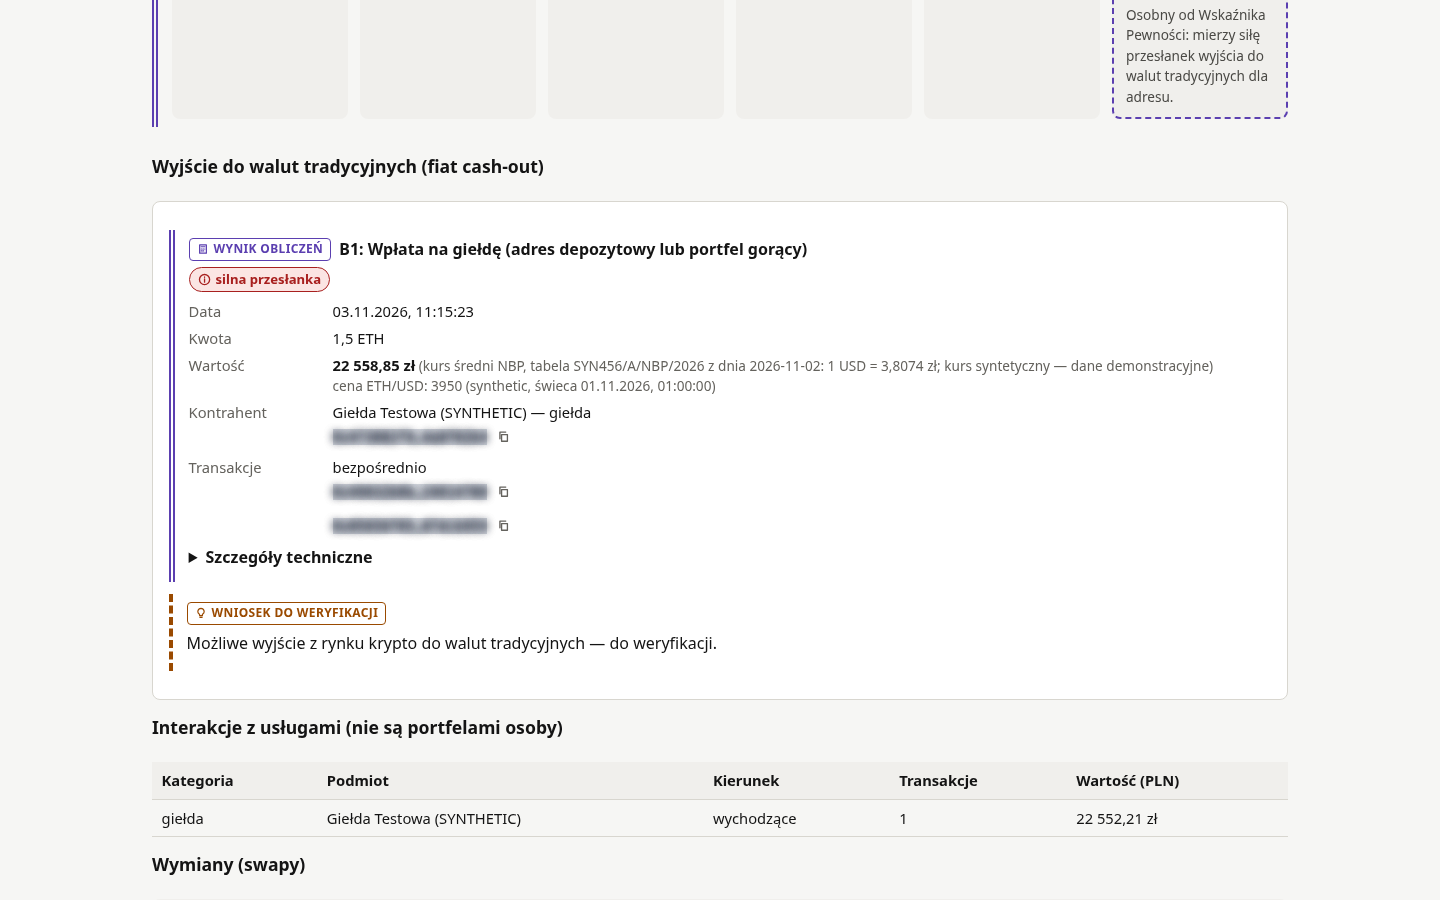 Osobny od Wskaźnika
Pewności: mierzy siłę
przesłanek wyjścia do
walut tradycyjnych dla
adresu.
Wyjście do walut tradycyjnych (fiat cash-out)
WYNIK OBLICZEŃ B1: Wpłata na giełdę (adres depozytowy lub portfel gorący)
silna przesłanka
Data 03.11.2026, 11:15:23
Kwota 1,5 ETH
Wartość 22 558,85 zł (kurs średni NBP, tabela SYN456/A/NBP/2026 z dnia 2026-11-02: 1 USD = 3,8074 zł; kurs syntetyczny — dane demonstracyjne)
cena ETH/USD: 3950 (synthetic, świeca 01.11.2026, 01:00:00)
Kontrahent Giełda Testowa (SYNTHETIC) — giełda
Transakcje bezpośrednio
Szczegóły techniczne
WNIOSEK DO WERYFIKACJI
Możliwe wyjście z rynku krypto do walut tradycyjnych — do weryfikacji.
Interakcje z usługami (nie są portfelami osoby)
Kategoria Podmiot Kierunek Transakcje Wartość (PLN)
giełda Giełda Testowa (SYNTHETIC) wychodzące 1 22 552,21 zł
Wymiany (swapy)